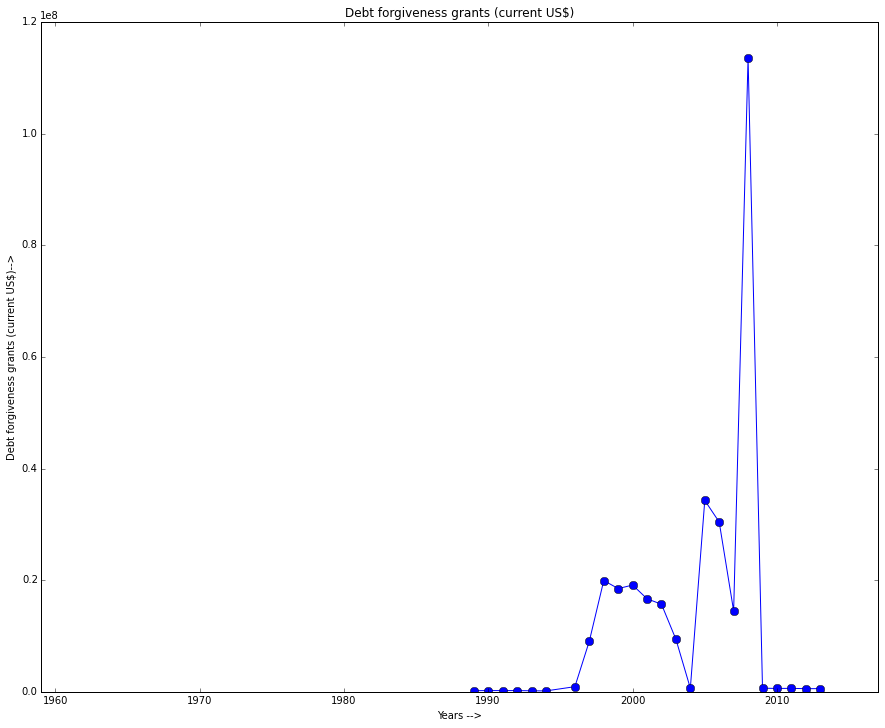 Debt forgiveness grants (current US$)
1e8
1.2
1.0
0.8
0.6
0.4
0.2
0.0
Debt forgiveness grants (current US$)-->
1960 1970 1980 1990 2000 2010
Years -->